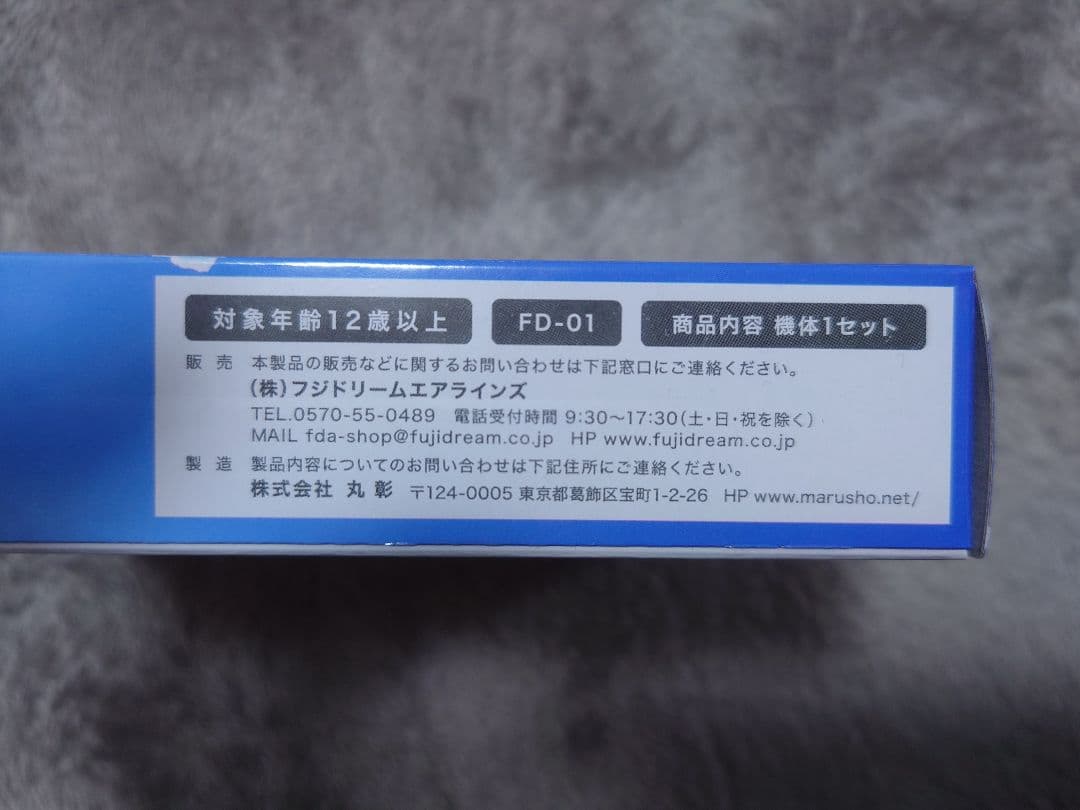 対象年齢12歳以上 FD-01 商品内容 機体1セット
販売 本製品の販売などに関するお問い合わせは下記窓口にご連絡ください。
(株)フジドリームエアラインズ
TEL.0570-55-0489 電話受付時間 9:30〜17:30(土・日・祝を除く)
MAIL fda-shop@fujidream.co.jp HP www.fujidream.co.jp
製造 製品内容についてのお問い合わせは下記住所にご連絡ください。
株式会社 丸彰 〒124-0005 東京都葛飾区宝町1-2-26 HP www.marusho.net/